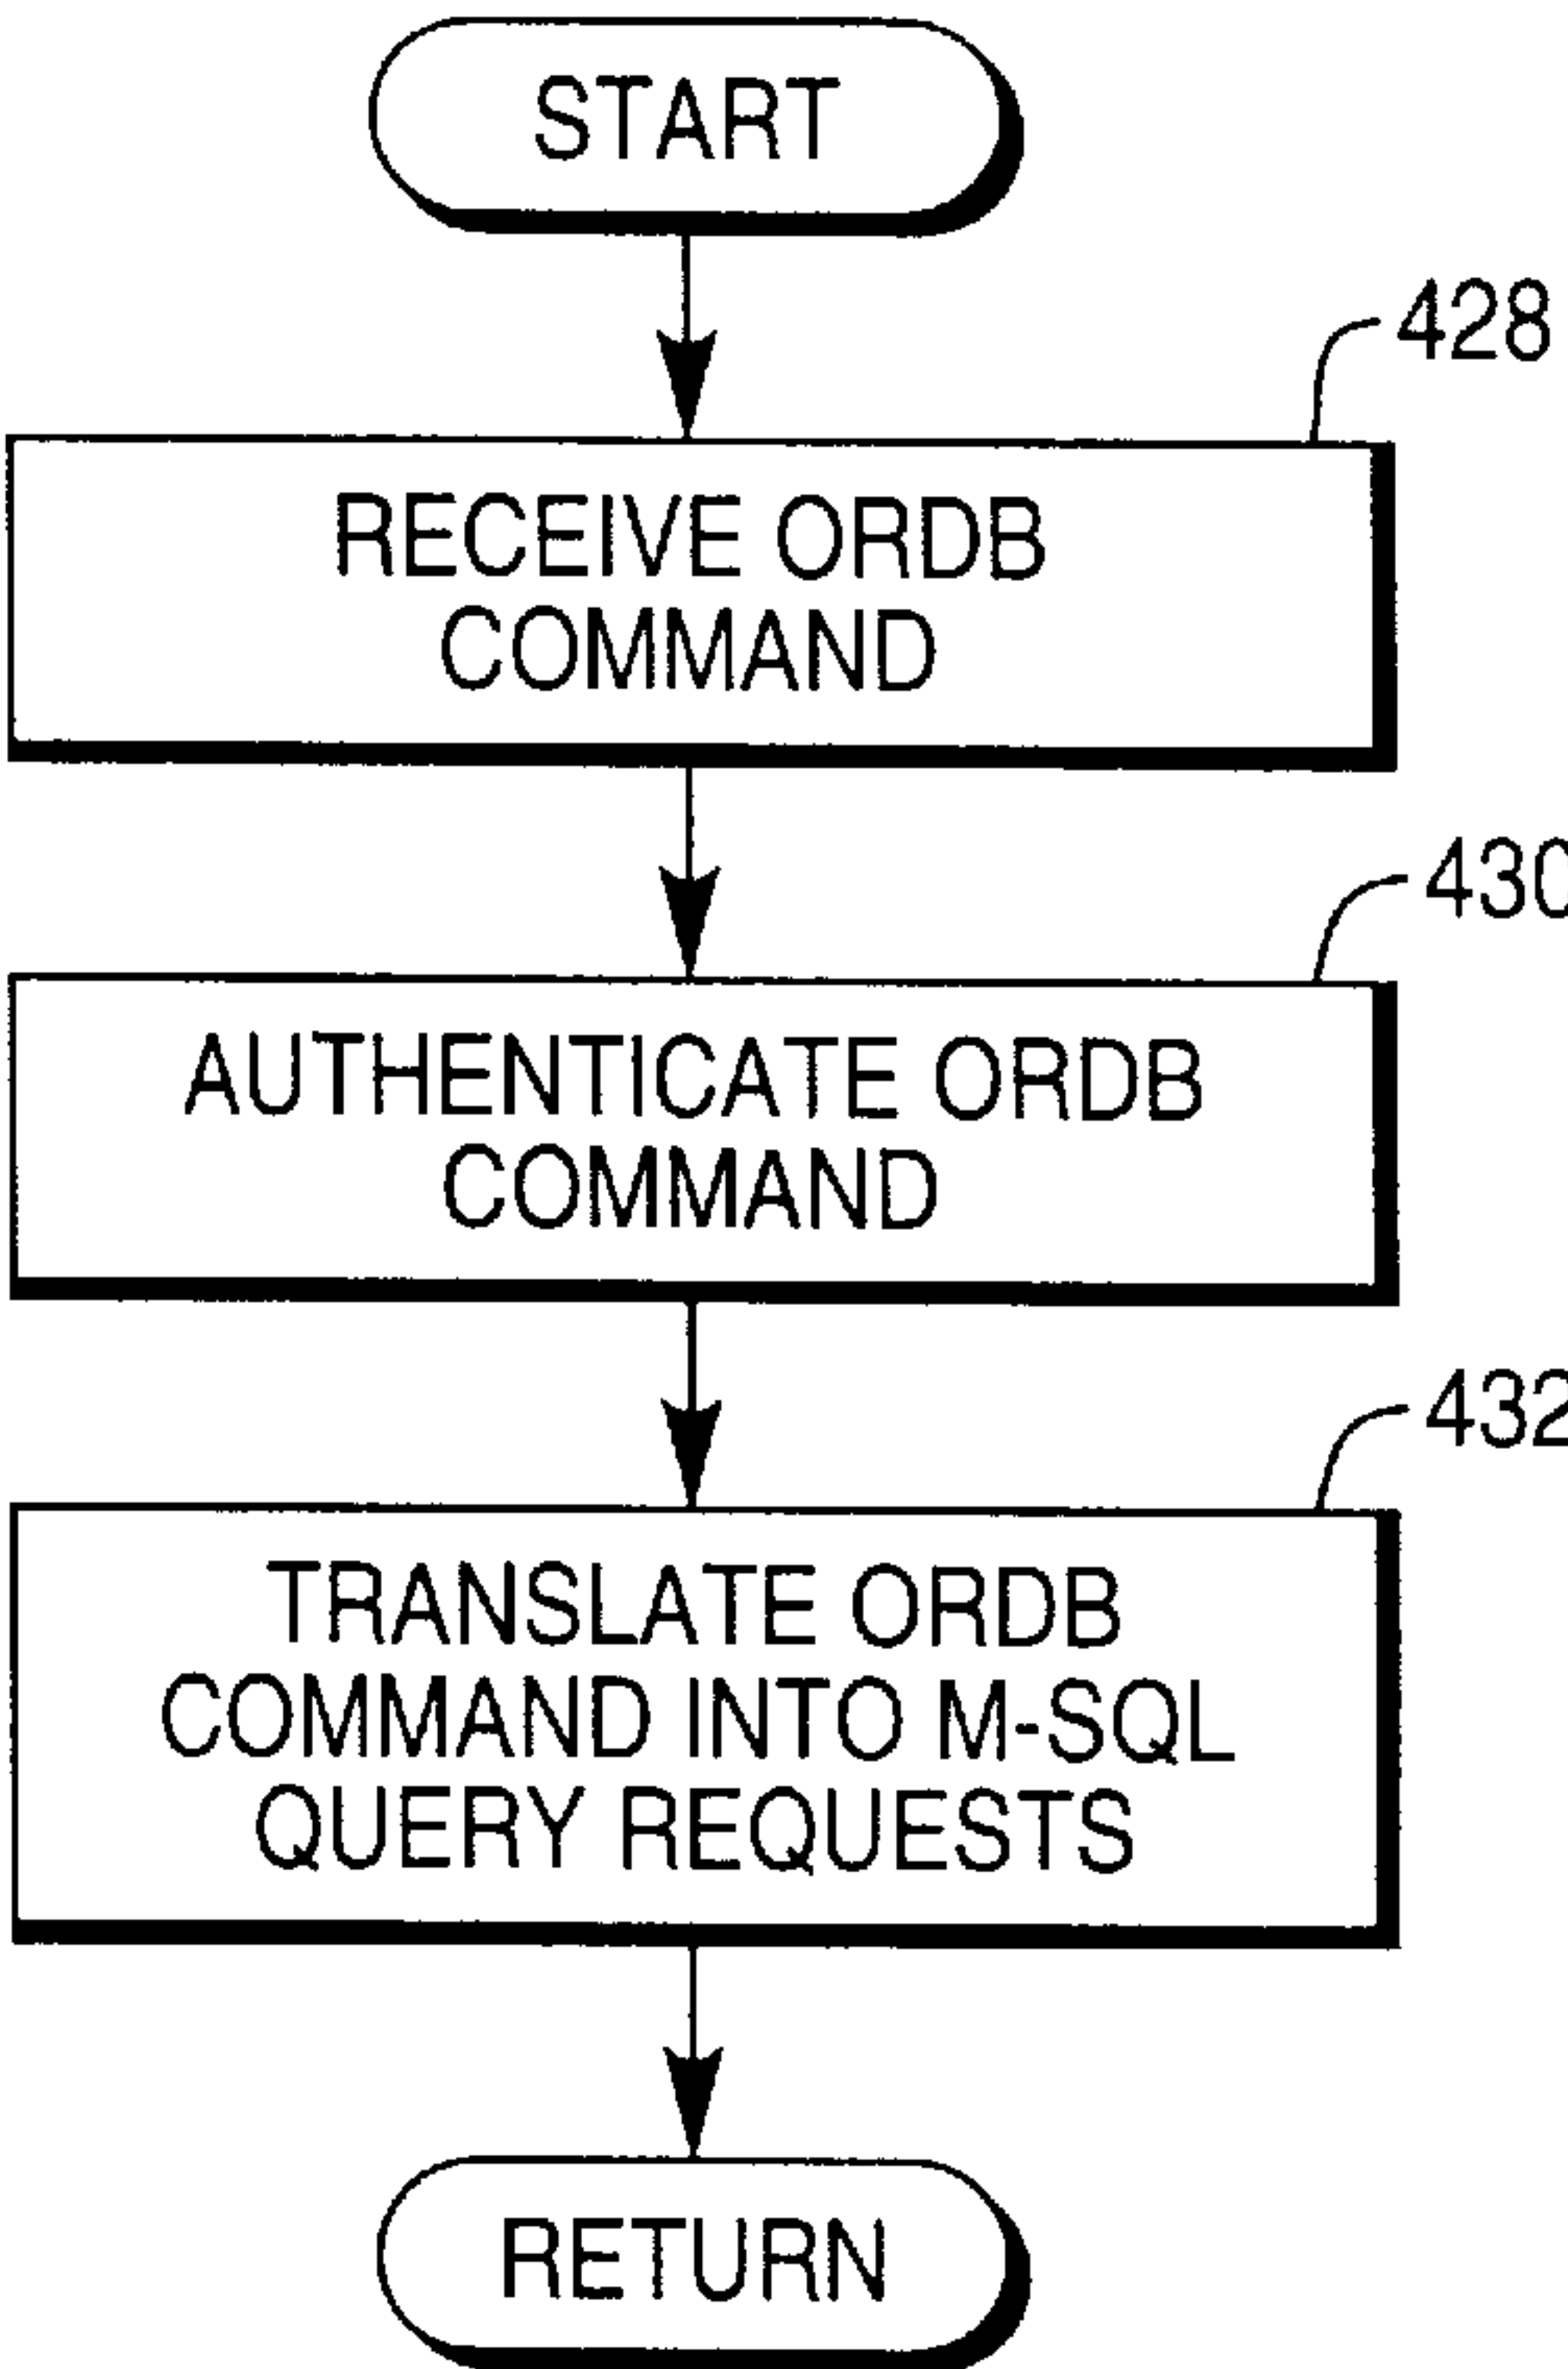 START
428
RECEIVE ORDB
COMMAND
430
AUTHENTICATE ORDB
COMMAND
432
TRANSLATE ORDB
COMMAND INTO M-SQL
QUERY REQUESTS
RETURN